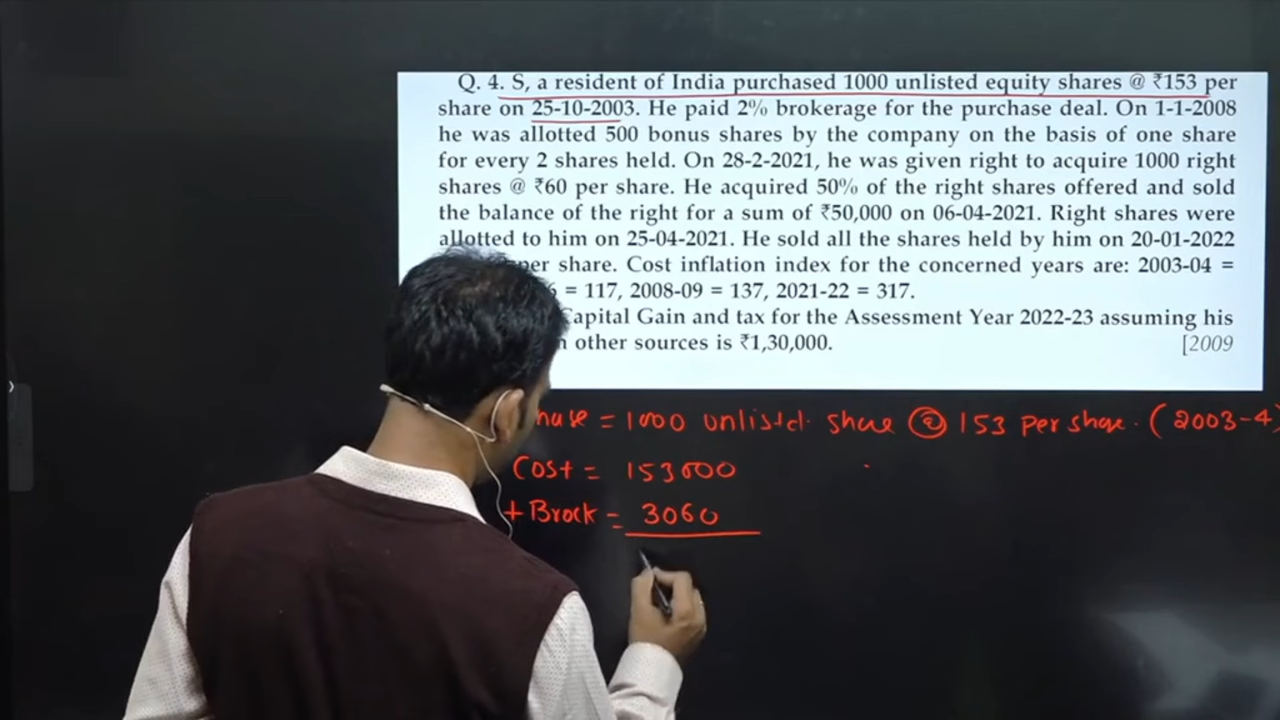 Q. 4. S, a resident of India purchased 1000 unlisted equity shares @ ₹153 per
share on 25-10-2003. He paid 2% brokerage for the purchase deal. On 1-1-2008
he was allotted 500 bonus shares by the company on the basis of one share
for every 2 shares held. On 28-2-2021, he was given right to acquire 1000 right
shares @ ₹60 per share. He acquired 50% of the right shares offered and sold
the balance of the right for a sum of ₹50,000 on 06-04-2021. Right shares were
allotted to him on 25-04-2021. He sold all the shares held by him on 20-01-2022
per share. Cost inflation index for the concerned years are: 2003-04 =
= 117, 2008-09 = 137, 2021-22 = 317.
Capital Gain and tax for the Assessment Year 2022-23 assuming his
other sources is ₹1,30,000. [2009
= 1000 unlistd. share @ 153 per share. (2003-4)
Cost = 153000
+ Brock = 3060